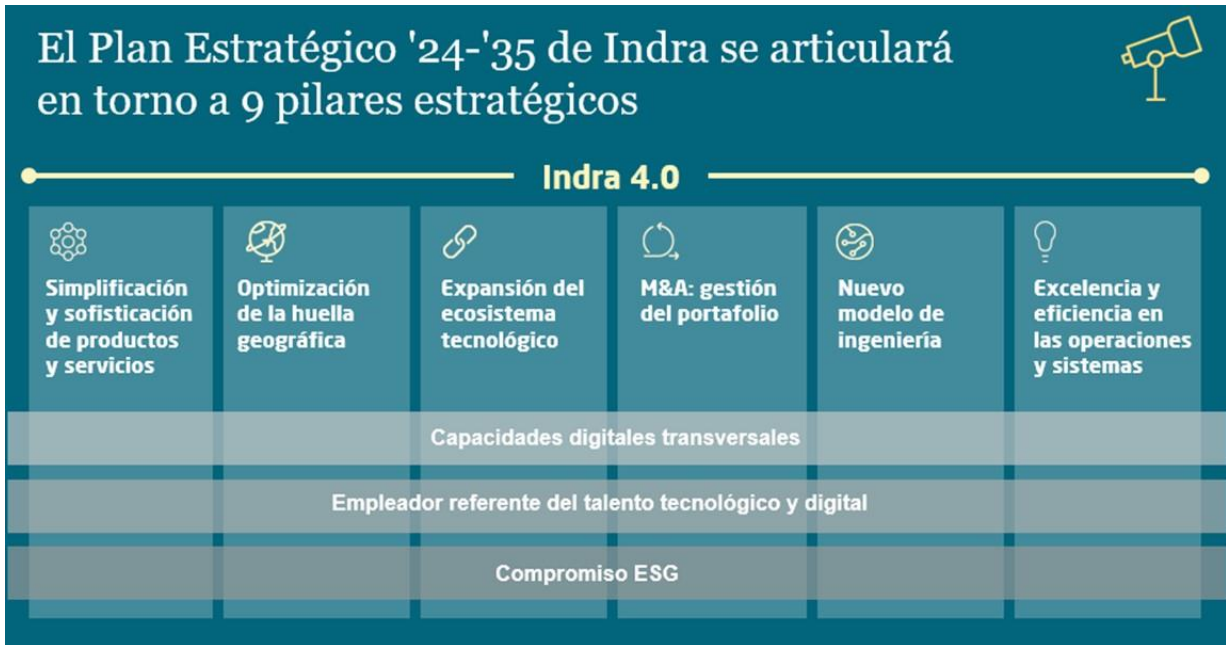 El Plan Estratégico '24-'35 de Indra se articulará
en torno a 9 pilares estratégicos
Indra 4.0
Simplificación
y sofisticación
de productos
y servicios
Optimización
de la huella
geográfica
Expansión del
ecosistema
tecnológico
M&A: gestión
del portafolio
Nuevo
modelo de
ingeniería
Excelencia y
eficiencia en
las operaciones
y sistemas
Capacidades digitales transversales
Empleador referente del talento tecnológico y digital
Compromiso ESG